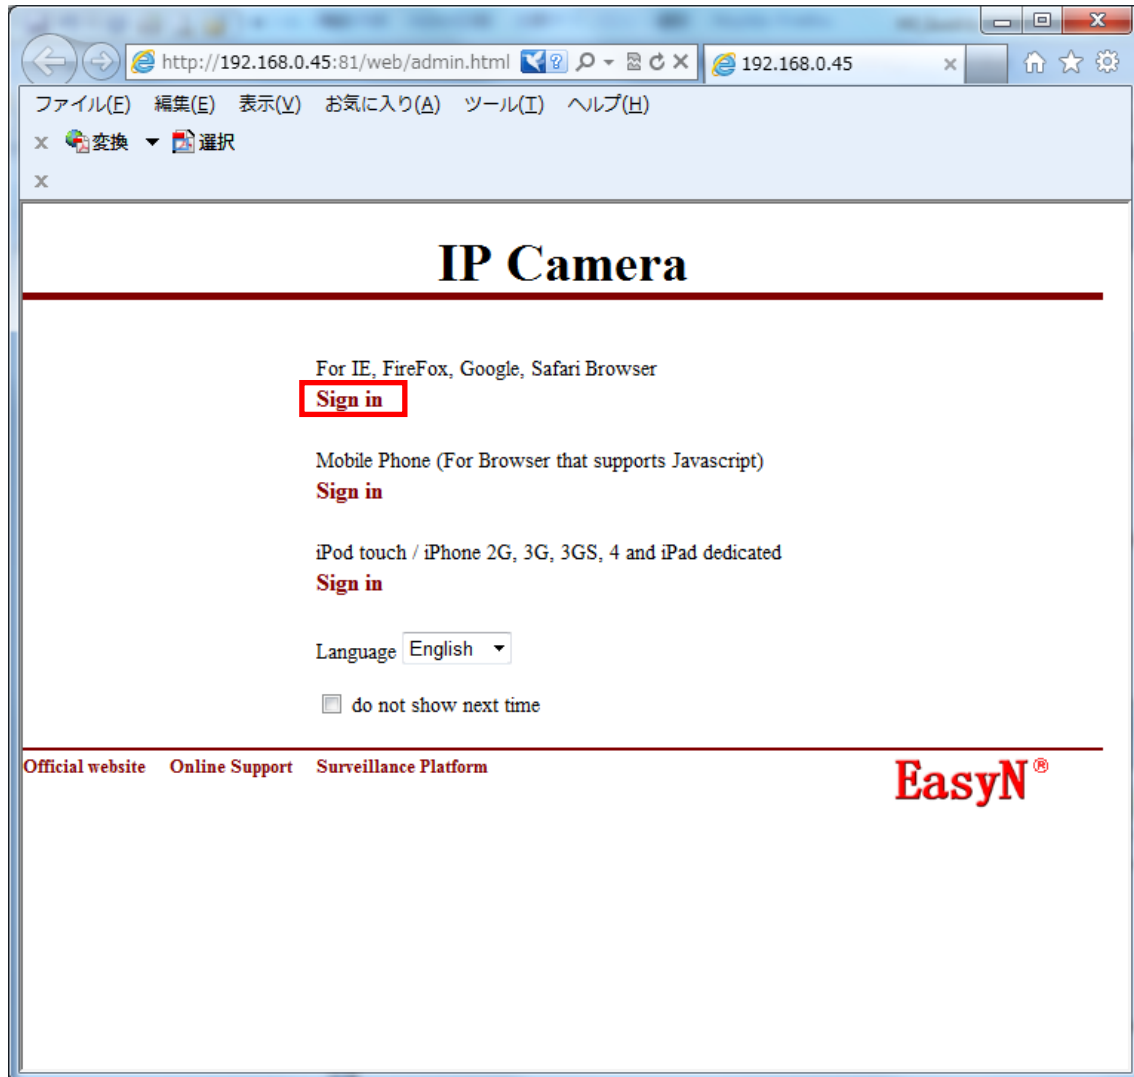 http://192.168.0.45:81/web/admin.html
192.168.0.45
ファイル(F) 編集(E) 表示(V) お気に入り(A) ツール(T) ヘルプ(H)
x 変換 ▼ 選択
x
IP Camera
For IE, FireFox, Google, Safari Browser
Sign in
Mobile Phone (For Browser that supports Javascript)
Sign in
iPod touch / iPhone 2G, 3G, 3GS, 4 and iPad dedicated
Sign in
Language English
do not show next time
Official website Online Support Surveillance Platform
EasyN®